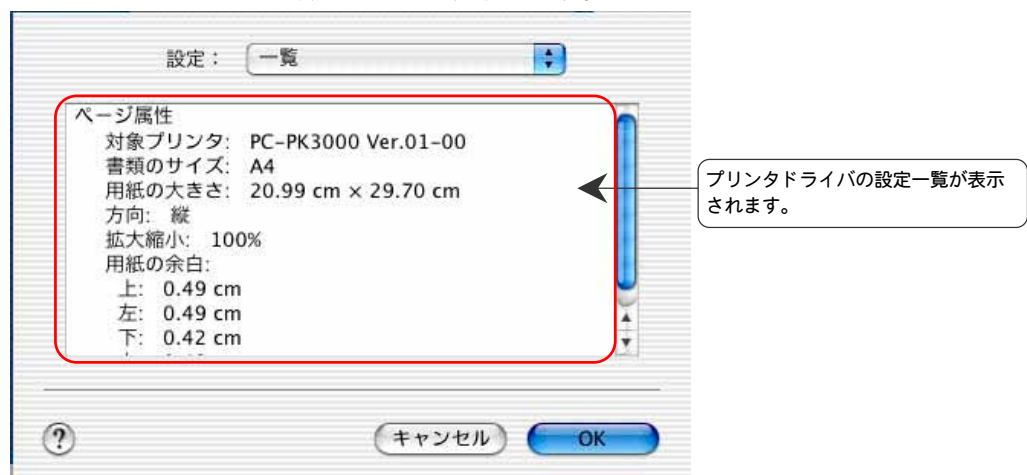 設定： 一覧
ページ属性
対象プリンタ: PC-PK3000 Ver.01-00
書類のサイズ: A4
用紙の大きさ: 20.99 cm × 29.70 cm
方向: 縦
拡大縮小: 100%
用紙の余白:
上: 0.49 cm
左: 0.49 cm
下: 0.42 cm
プリンタドライバの設定一覧が表示
されます。
?
キャンセル
OK